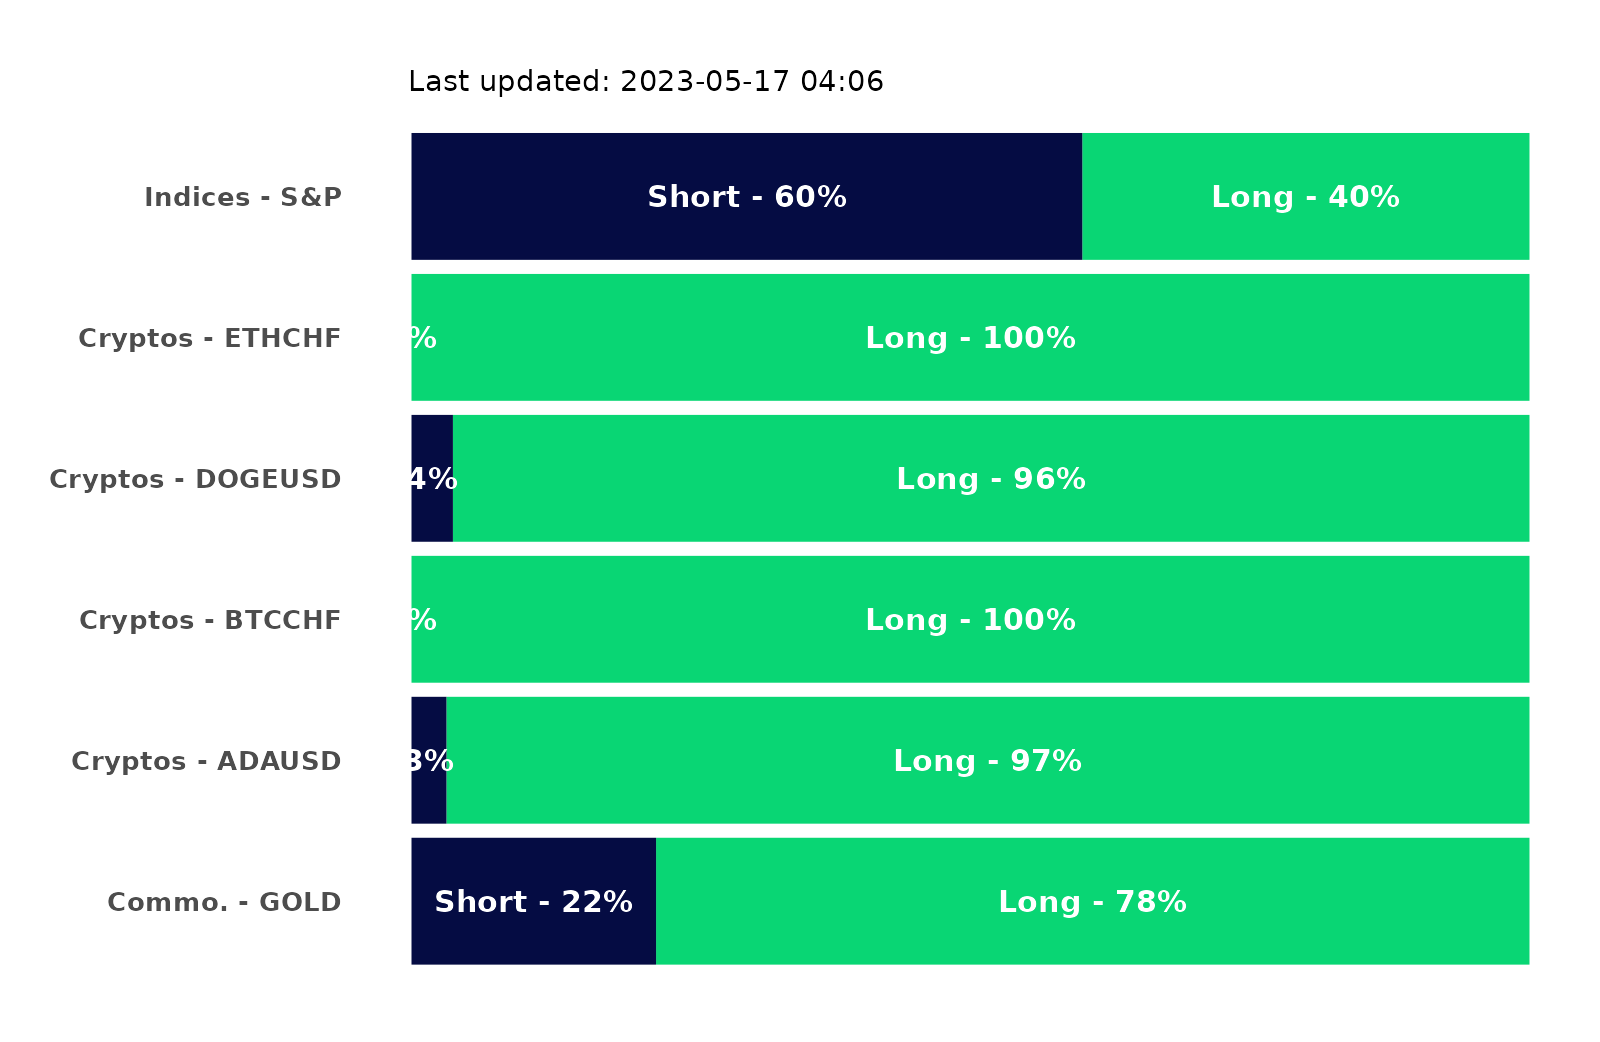 Last updated: 2023-05-17 04:06
Indices - S&P Short - 60% Long - 40%
Cryptos - ETHCHF % Long - 100%
Cryptos - DOGEUSD 4% Long - 96%
Cryptos - BTCCHF % Long - 100%
Cryptos - ADAUSD 3% Long - 97%
Commo. - GOLD Short - 22% Long - 78%